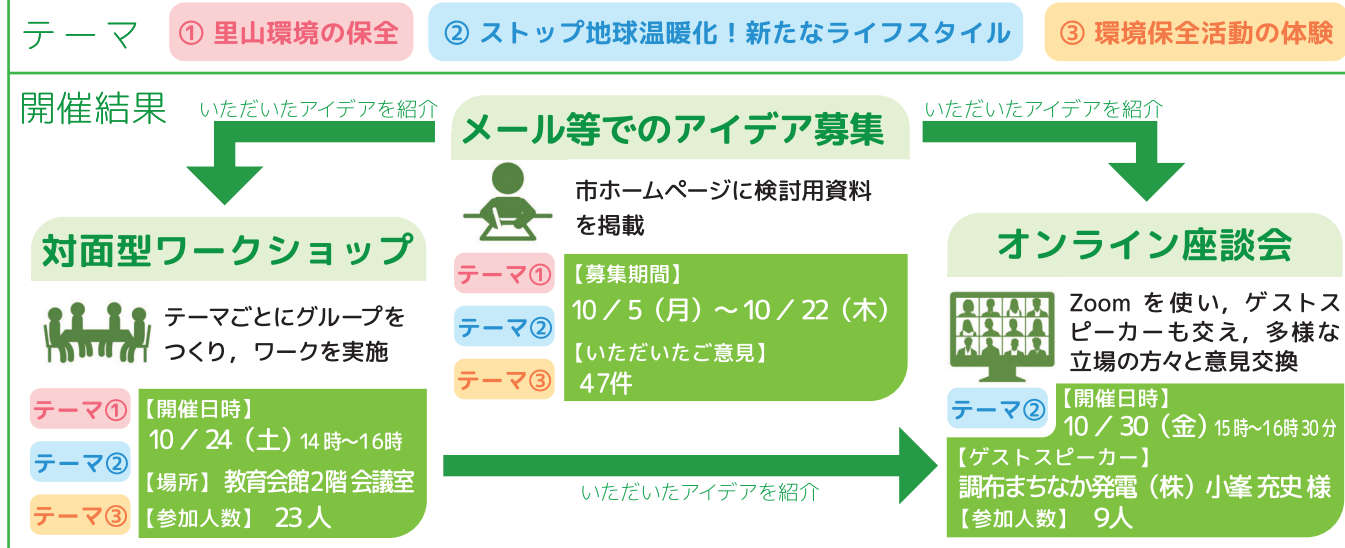 テーマ
① 里山環境の保全
② ストップ地球温暖化！新たなライフスタイル
③ 環境保全活動の体験
開催結果
いただいたアイデアを紹介
メール等でのアイデア募集
いただいたアイデアを紹介
市ホームページに検討用資料
を掲載
テーマ①
テーマ②
テーマ③
【募集期間】
10／5（月）～10／22（木）
【いただいたご意見】
47件
対面型ワークショップ
テーマごとにグループを
つくり，ワークを実施
テーマ①
テーマ②
テーマ③
【開催日時】
10／24（土）14時～16時
【場所】教育会館2階 会議室
【参加人数】 23人
いただいたアイデアを紹介
オンライン座談会
Zoom を使い，ゲストス
ピーカーも交え，多様な
立場の方々と意見交換
テーマ②
【開催日時】
10／30（金）15時～16時30分
【ゲストスピーカー】
調布まちなか発電（株）小峯 充史 様
【参加人数】 9人